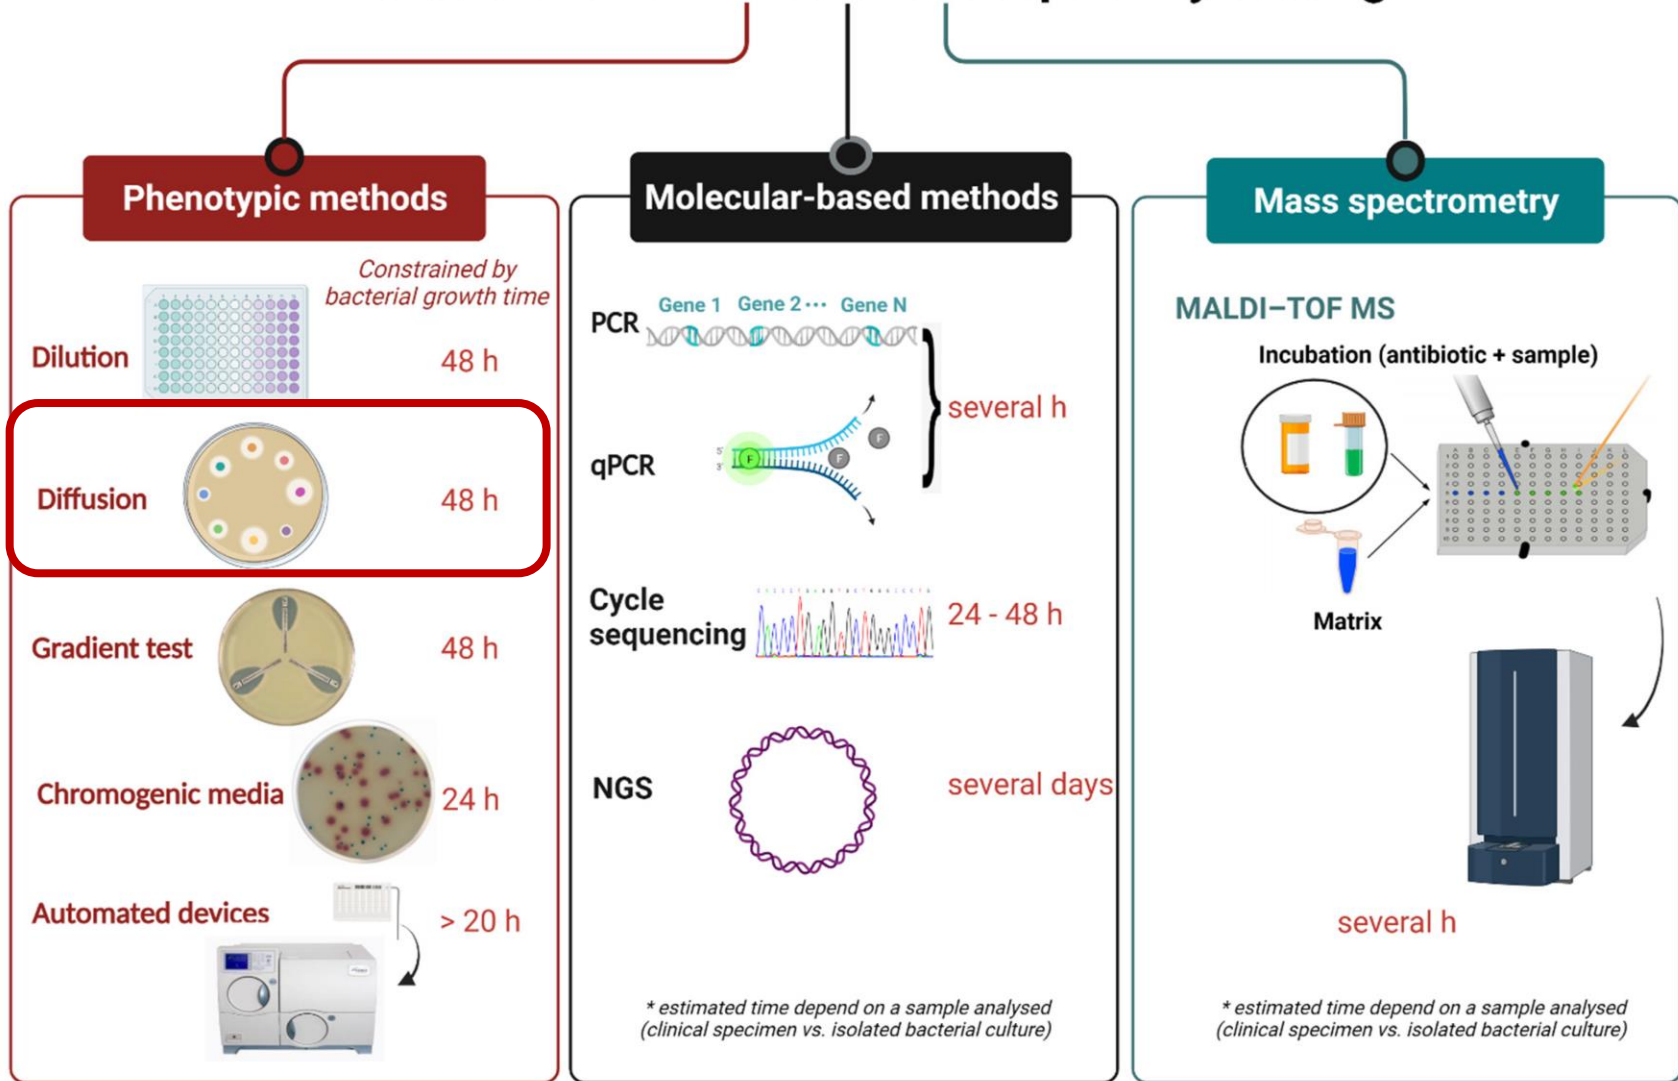 Phenotypic methods
Constrained by
bacterial growth time
Dilution
48 h
Diffusion
48 h
Gradient test
48 h
Chromogenic media
24 h
Automated devices
> 20 h
Molecular-based methods
PCR
Gene 1 Gene 2 ··· Gene N
several h
qPCR
F
F
F
Cycle
sequencing
24 - 48 h
NGS
several days
* estimated time depend on a sample analysed
(clinical specimen vs. isolated bacterial culture)
Mass spectrometry
MALDI–TOF MS
Incubation (antibiotic + sample)
Matrix
several h
* estimated time depend on a sample analysed
(clinical specimen vs. isolated bacterial culture)